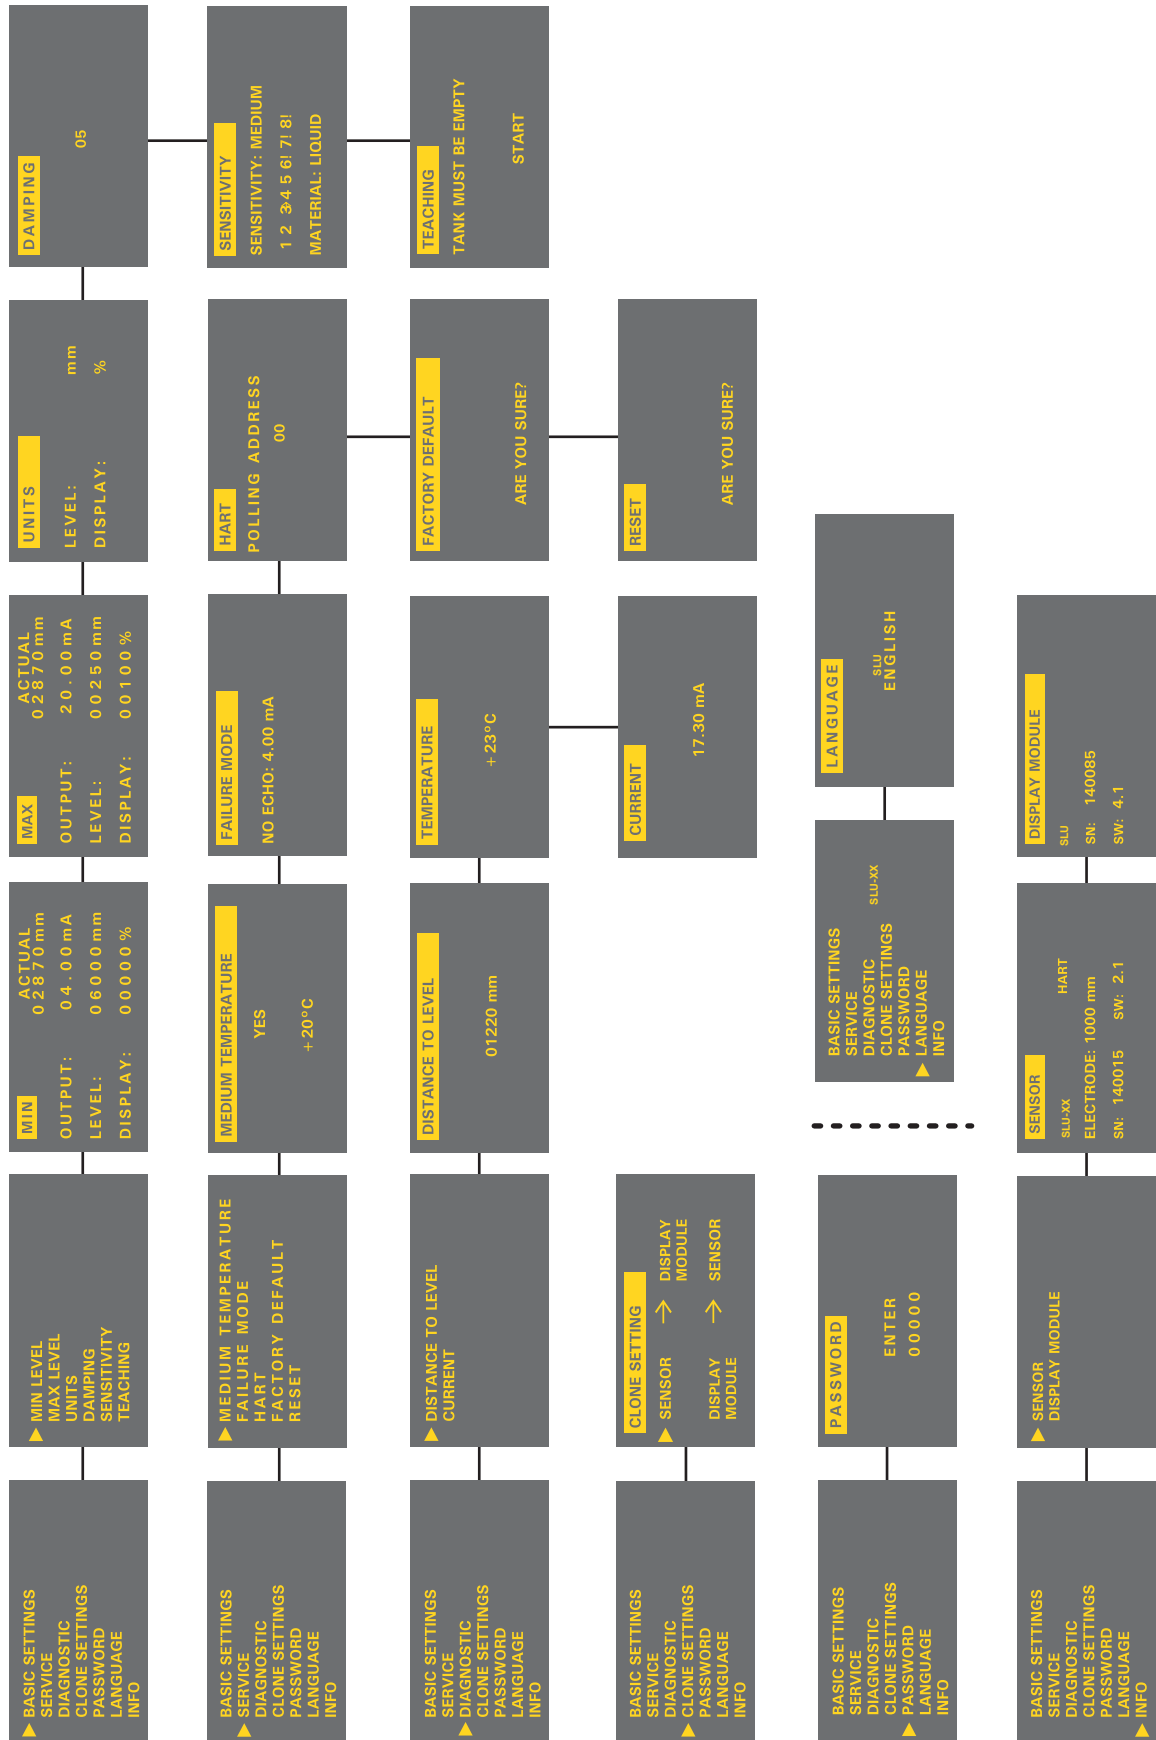 BASIC SETTINGS
SERVICE
DIAGNOSTIC
CLONE SETTINGS
PASSWORD
LANGUAGE
INFO
MIN LEVEL
MAX LEVEL
UNITS
DAMPING
SENSITIVITY
TEACHING
MIN ACTUAL
02870mm
OUTPUT: 04.00mA
LEVEL: 06000mm
DISPLAY: 00000%
MAX ACTUAL
02870mm
OUTPUT: 20.00mA
LEVEL: 00250mm
DISPLAY: 00100%
UNITS
LEVEL: mm
DISPLAY: %
DAMPING
05
SENSITIVITY
SENSITIVITY: MEDIUM
1 2 3›4 5 6! 7! 8!
MATERIAL: LIQUID
TEACHING
TANK MUST BE EMPTY
START
BASIC SETTINGS
SERVICE
DIAGNOSTIC
CLONE SETTINGS
PASSWORD
LANGUAGE
INFO
MEDIUM TEMPERATURE
FAILURE MODE
HART
FACTORY DEFAULT
RESET
MEDIUM TEMPERATURE
YES
+20°C
FAILURE MODE
NO ECHO: 4.00 mA
HART
POLLING ADDRESS
00
FACTORY DEFAULT
ARE YOU SURE?
RESET
ARE YOU SURE?
BASIC SETTINGS
SERVICE
DIAGNOSTIC
CLONE SETTINGS
PASSWORD
LANGUAGE
INFO
DISTANCE TO LEVEL
CURRENT
DISTANCE TO LEVEL
01220 mm
TEMPERATURE
+23°C
CURRENT
17.30 mA
BASIC SETTINGS
SERVICE
DIAGNOSTIC
CLONE SETTINGS
PASSWORD
LANGUAGE
INFO
CLONE SETTING
SENSOR → DISPLAY
MODULE
DISPLAY → SENSOR
MODULE
BASIC SETTINGS
SERVICE
DIAGNOSTIC
CLONE SETTINGS
PASSWORD
LANGUAGE
INFO
PASSWORD
ENTER
00000
BASIC SETTINGS
SERVICE
DIAGNOSTIC
SLU-XX
CLONE SETTINGS
PASSWORD
LANGUAGE
INFO
LANGUAGE
SLU
ENGLISH
BASIC SETTINGS
SERVICE
DIAGNOSTIC
CLONE SETTINGS
PASSWORD
LANGUAGE
INFO
SENSOR
DISPLAY MODULE
SENSOR
SLU-XX HART
ELECTRODE: 1000 mm
SN: 140015 SW: 2.1
DISPLAY MODULE
SLU
SN: 140085
SW: 4.1